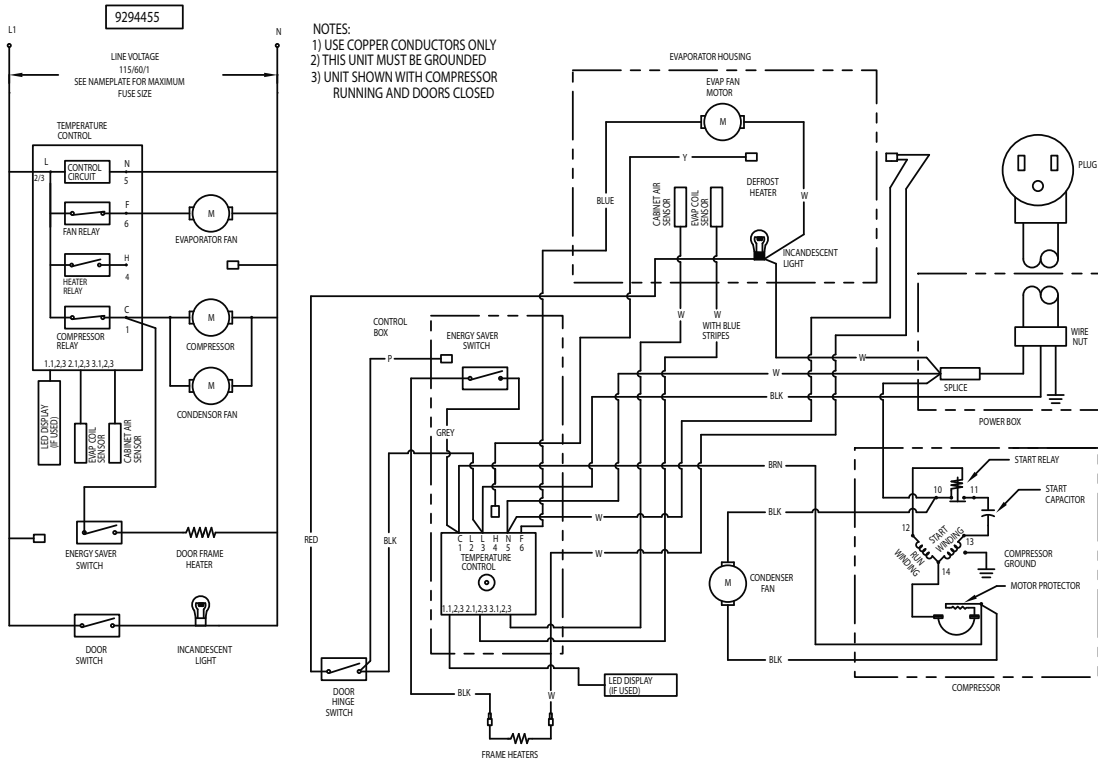 9294455
L1
N
NOTES:
1) USE COPPER CONDUCTORS ONLY
2) THIS UNIT MUST BE GROUNDED
3) UNIT SHOWN WITH COMPRESSOR
RUNNING AND DOORS CLOSED
LINE VOLTAGE
115/60/1
SEE NAMEPLATE FOR MAXIMUM
FUSE SIZE
TEMPERATURE
CONTROL
L
2/3
CONTROL
CIRCUIT
N
5
FAN RELAY
F
6
M
EVAPORATOR FAN
HEATER
RELAY
H
4
COMPRESSOR
RELAY
C
1
M
COMPRESSOR
M
CONDENSOR FAN
1.1,2,3 2.1,2,3 3.1,2,3
LED DISPLAY
(IF USED)
EVAP COIL
SENSOR
CABINET AIR
SENSOR
ENERGY SAVER
SWITCH
DOOR FRAME
HEATER
DOOR
SWITCH
INCANDESCENT
LIGHT
EVAPORATOR HOUSING
EVAP FAN
MOTOR
M
Y
DEFROST
HEATER
BLUE
W
CABINET AIR
SENSOR
EVAP COIL
SENSOR
INCANDESCENT
LIGHT
W
W
WITH BLUE
STRIPES
CONTROL
BOX
ENERGY SAVER
SWITCH
P
GREY
RED
BLK
W
W
BLK
BRN
W
W
C L L H N F
1 2 3 4 5 6
TEMPERATURE
CONTROL
1.1,2,3 2.1,2,3 3.1,2,3
DOOR
HINGE
SWITCH
BLK
W
LED DISPLAY
(IF USED)
FRAME HEATERS
PLUG
WIRE
NUT
SPLICE
POWER BOX
BLK
M
CONDENSER
FAN
BLK
START RELAY
10
11
START
CAPACITOR
12
START
WINDING
13
RUN
WINDING
14
COMPRESSOR
GROUND
MOTOR PROTECTOR
COMPRESSOR